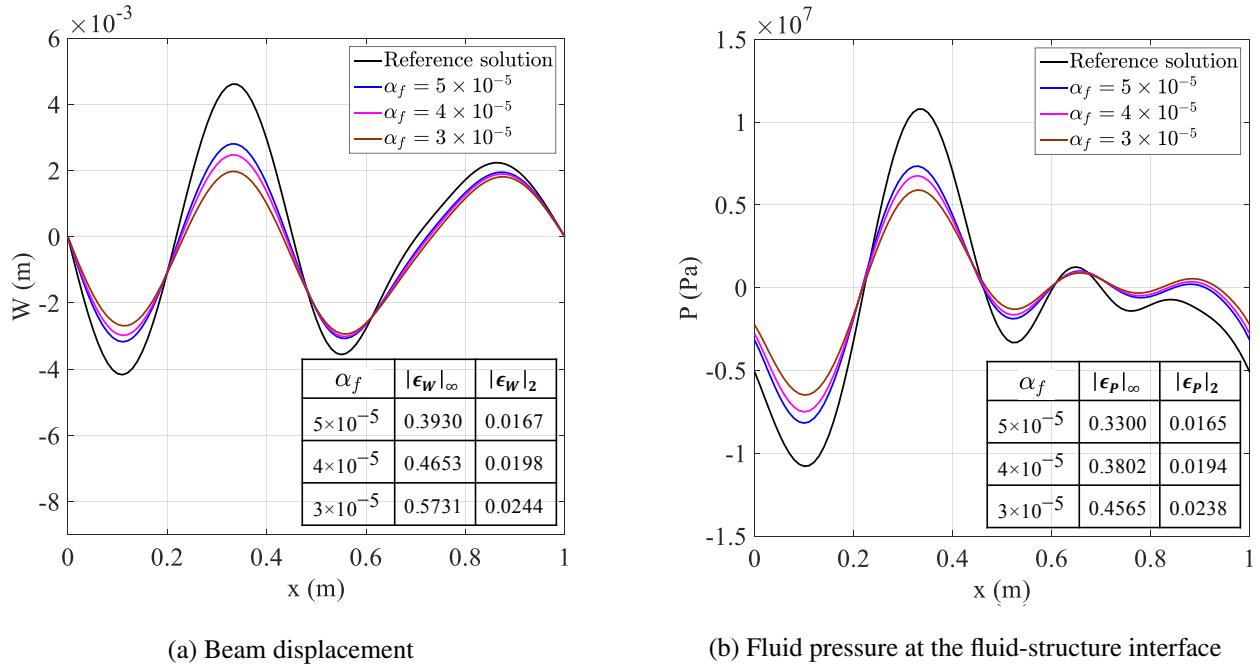 ×10⁻³
6
4
2
0
-2
-4
-6
-8
W (m)
0 0.2 0.4 0.6 0.8 1
x (m)
Reference solution
α_f = 5 × 10⁻⁵
α_f = 4 × 10⁻⁵
α_f = 3 × 10⁻⁵
α_f |ϵ_W|_∞ |ϵ_W|_2
5×10⁻⁵ 0.3930 0.0167
4×10⁻⁵ 0.4653 0.0198
3×10⁻⁵ 0.5731 0.0244
(a) Beam displacement
×10⁷
1.5
1
0.5
0
-0.5
-1
-1.5
P (Pa)
0 0.2 0.4 0.6 0.8 1
x (m)
Reference solution
α_f = 5 × 10⁻⁵
α_f = 4 × 10⁻⁵
α_f = 3 × 10⁻⁵
α_f |ϵ_P|_∞ |ϵ_P|_2
5×10⁻⁵ 0.3300 0.0165
4×10⁻⁵ 0.3802 0.0194
3×10⁻⁵ 0.4565 0.0238
(b) Fluid pressure at the fluid-structure interface